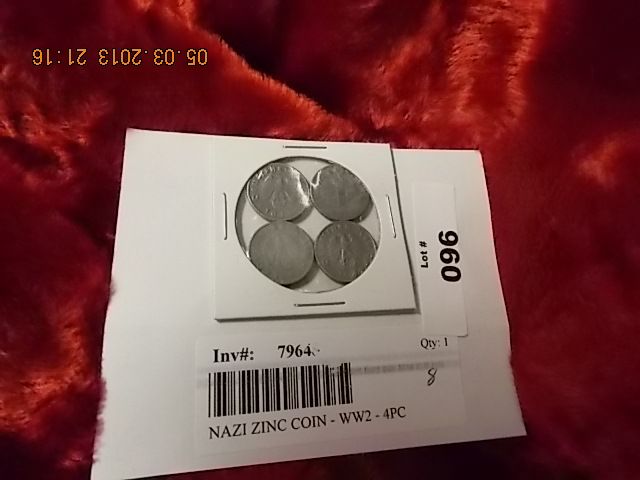 05.03.2013 21:16
Lot #
096
Inv#: 7964
Qty: 1
8
NAZI ZINC COIN - WW2 - 4PC